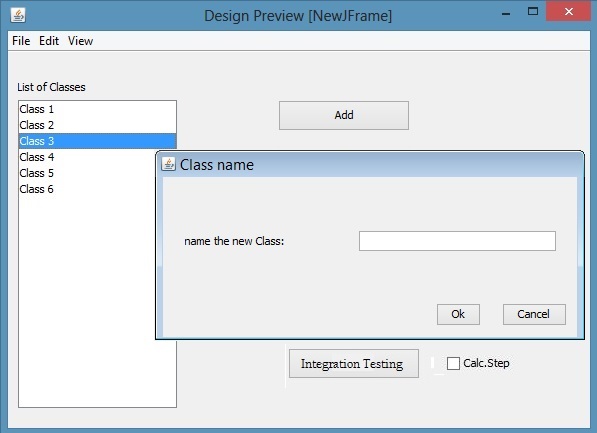 Design Preview [NewJFrame]
File Edit View
List of Classes
Class 1
Class 2
Class 3
Class 4
Class 5
Class 6
Add
Class name
name the new Class:
Ok Cancel
Integration Testing Calc.Step